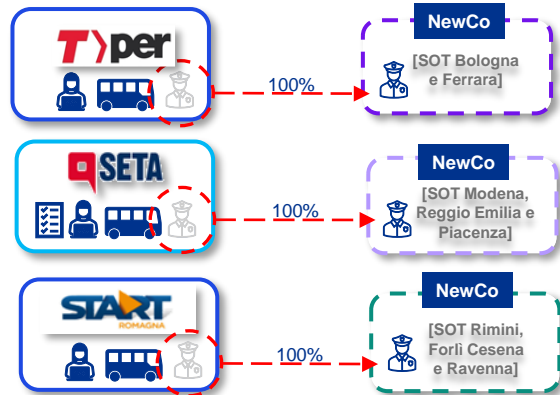 T>per
NewCo
[SOT Bologna
e Ferrara]
100%
SETA
NewCo
[SOT Modena,
Reggio Emilia e
Piacenza]
100%
START
ROMAGNA
NewCo
[SOT Rimini,
Forlì Cesena
e Ravenna]
100%